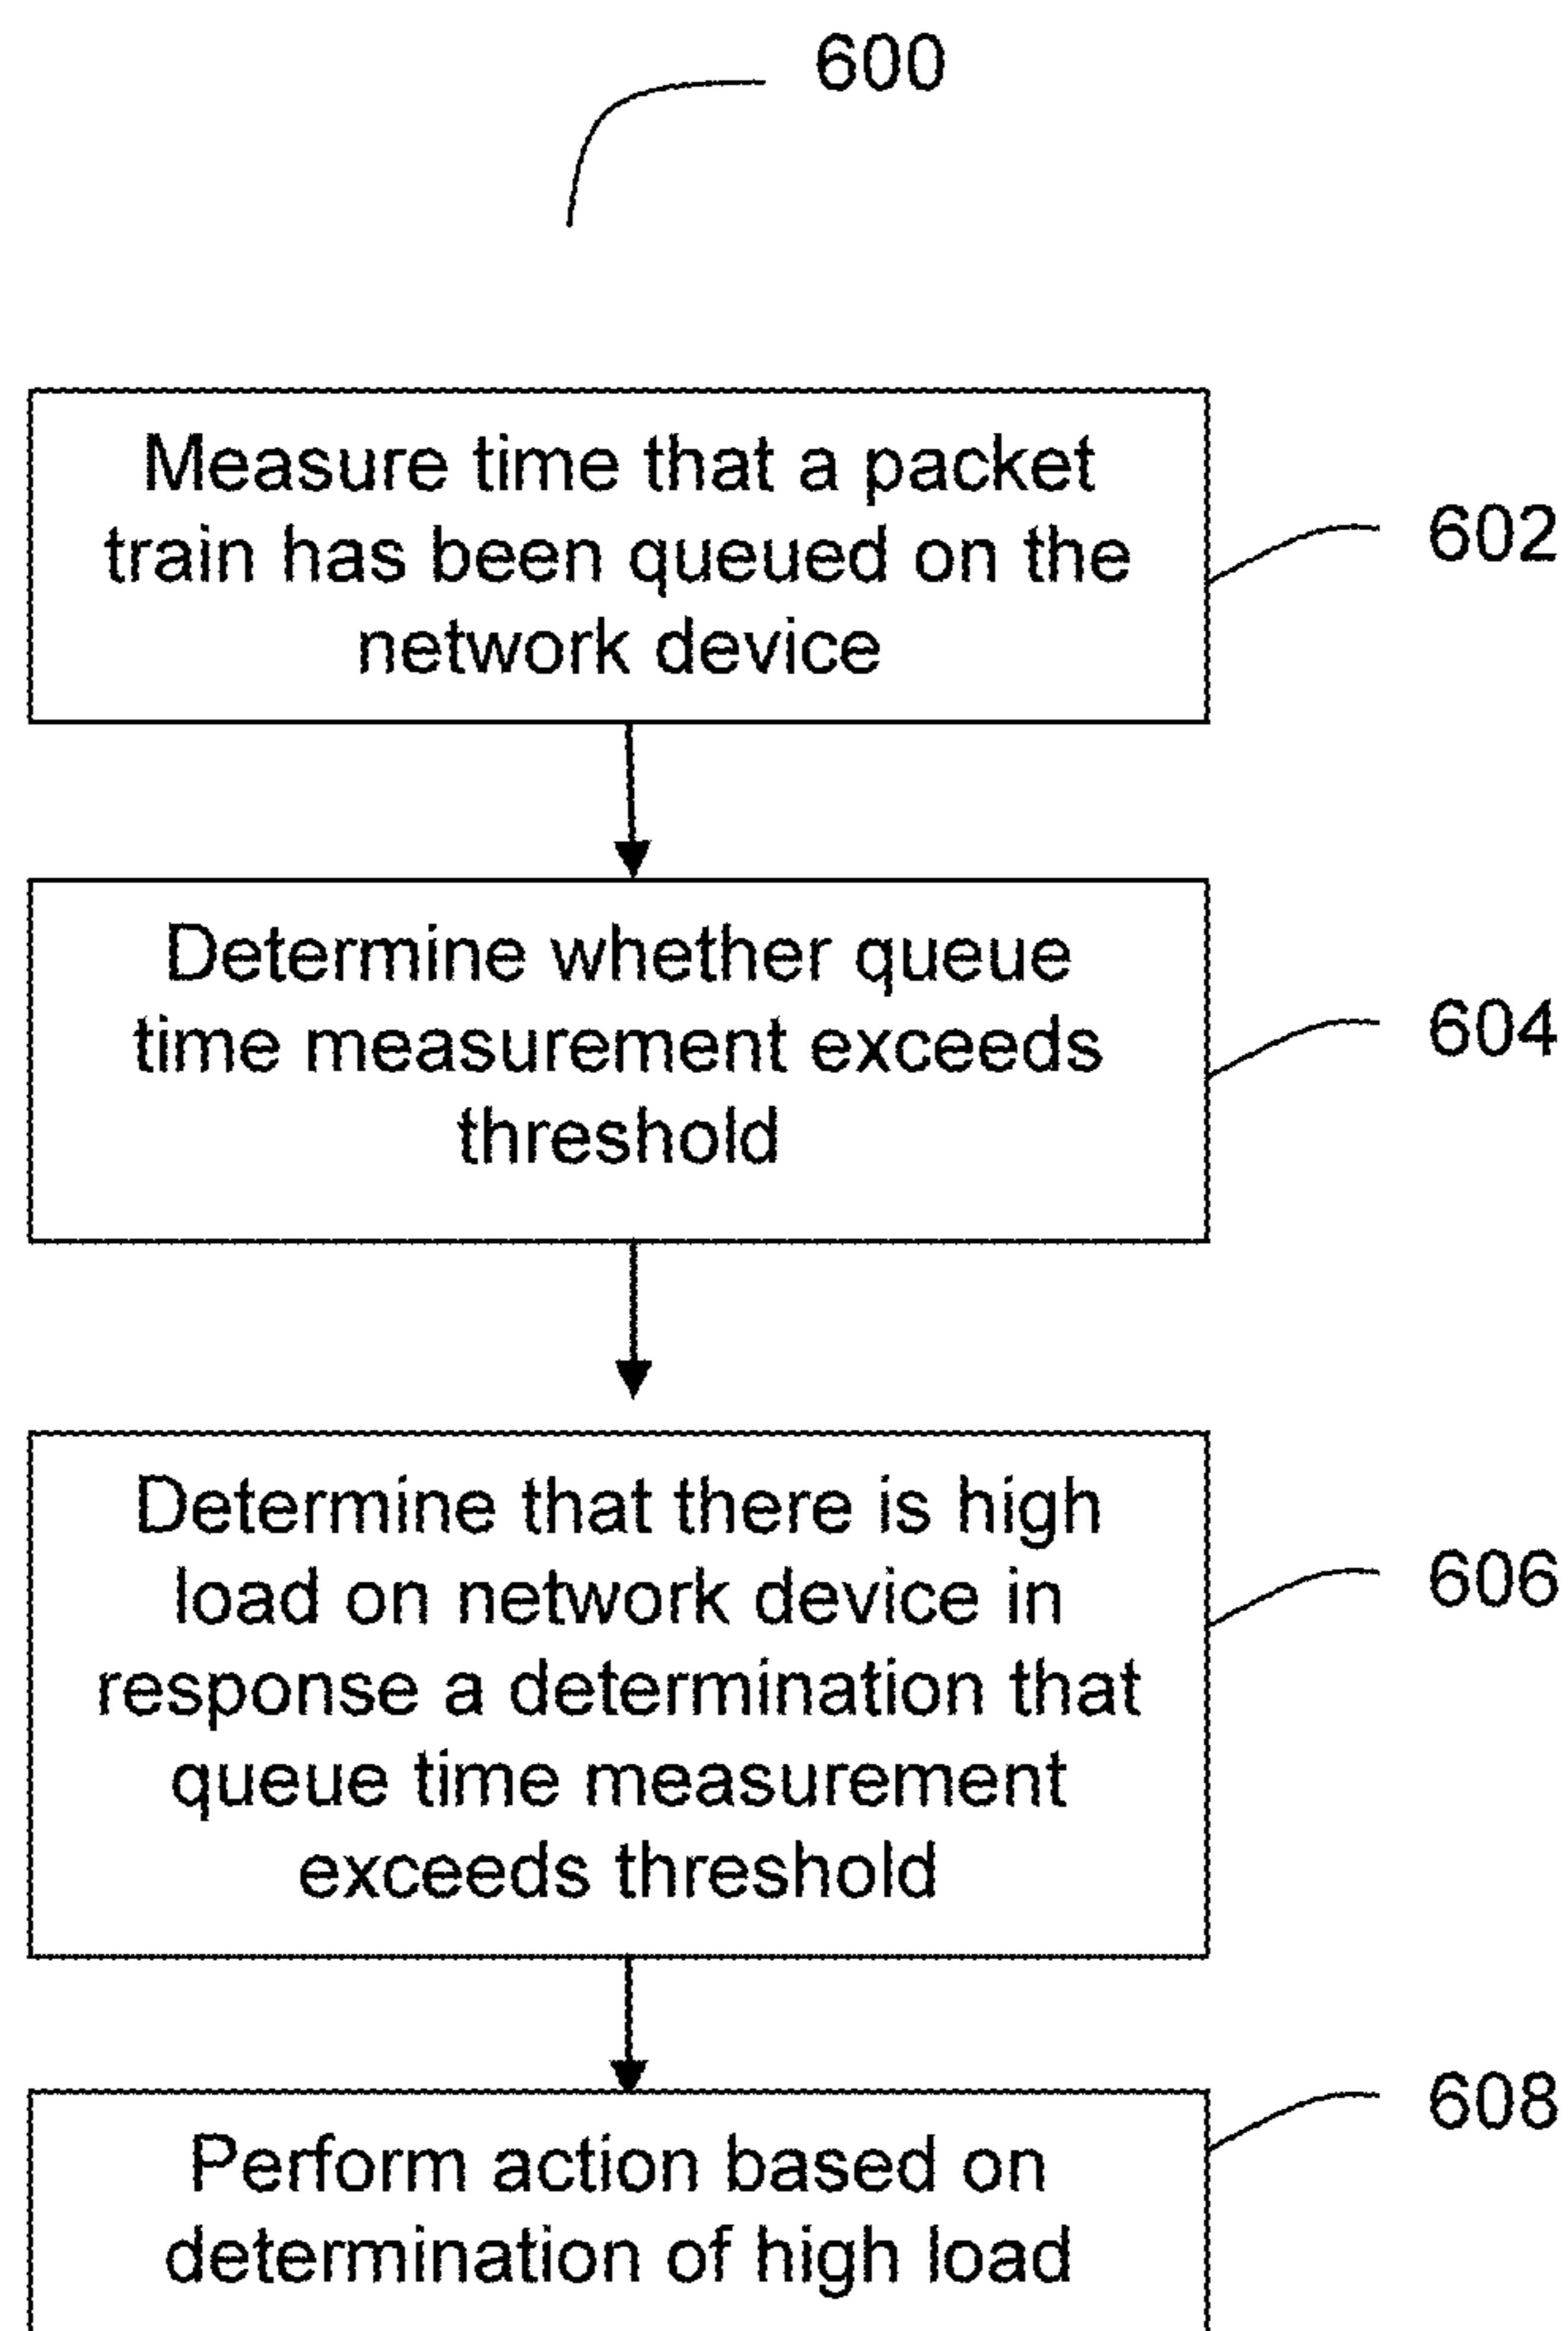 600
Measure time that a packet
train has been queued on the
network device
602
Determine whether queue
time measurement exceeds
threshold
604
Determine that there is high
load on network device in
response a determination that
queue time measurement
exceeds threshold
606
Perform action based on
determination of high load
608